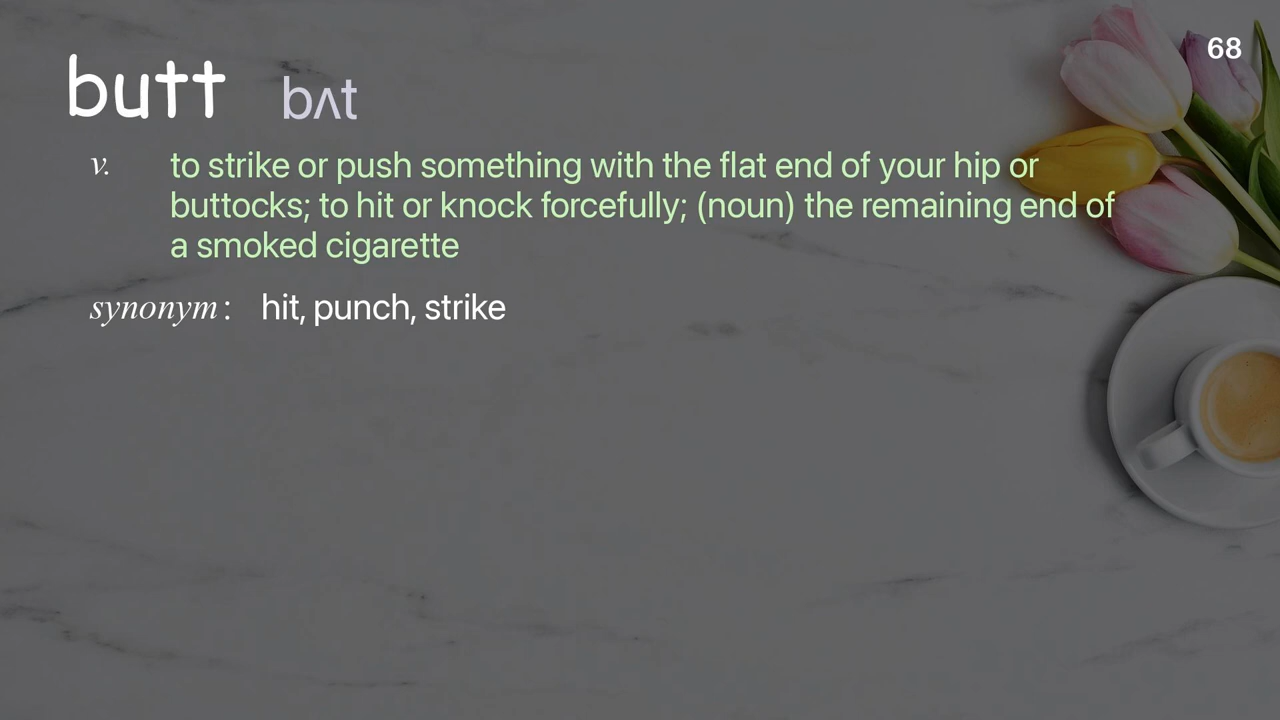 68
butt bʌt
v. to strike or push something with the flat end of your hip or
buttocks; to hit or knock forcefully; (noun) the remaining end of
a smoked cigarette
synonym : hit, punch, strike